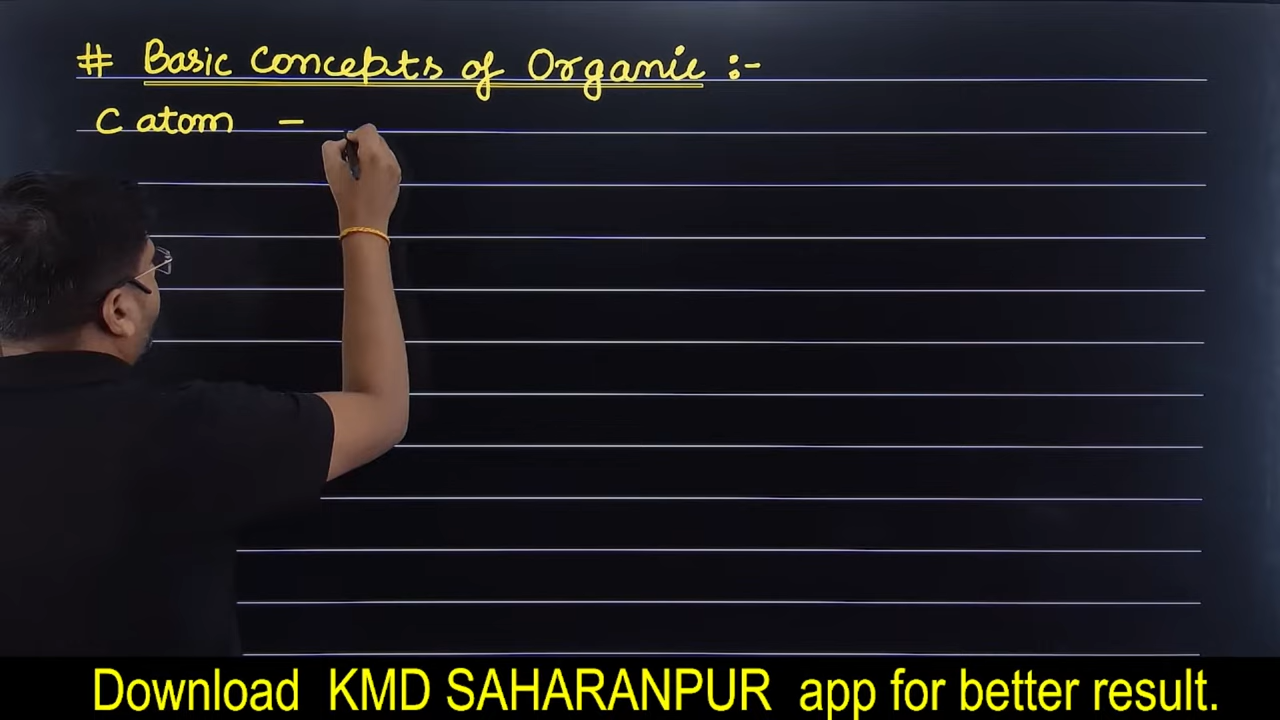 # Basic Concepts of Organic :-
C atom -
Download KMD SAHARANPUR app for better result.